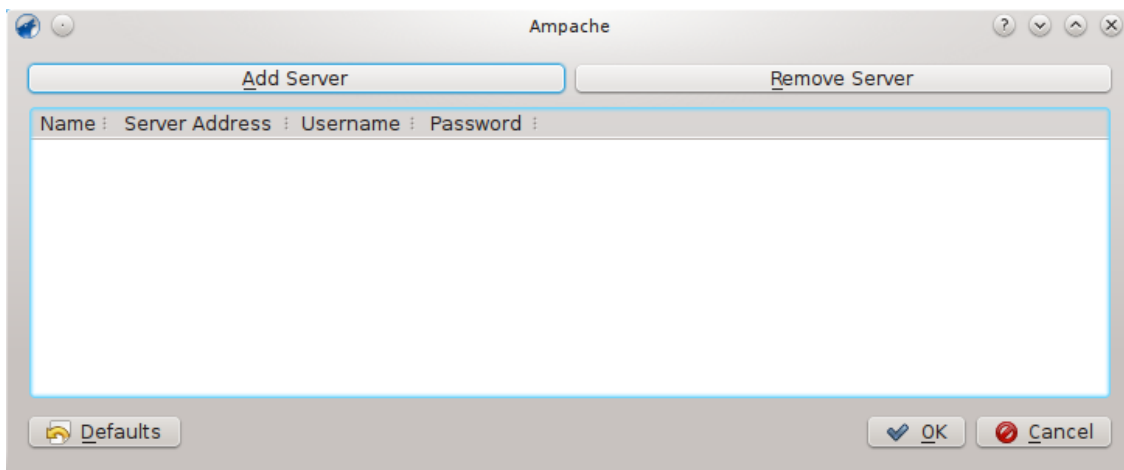 Ampache
Add Server Remove Server
Name Server Address Username Password
Defaults OK Cancel